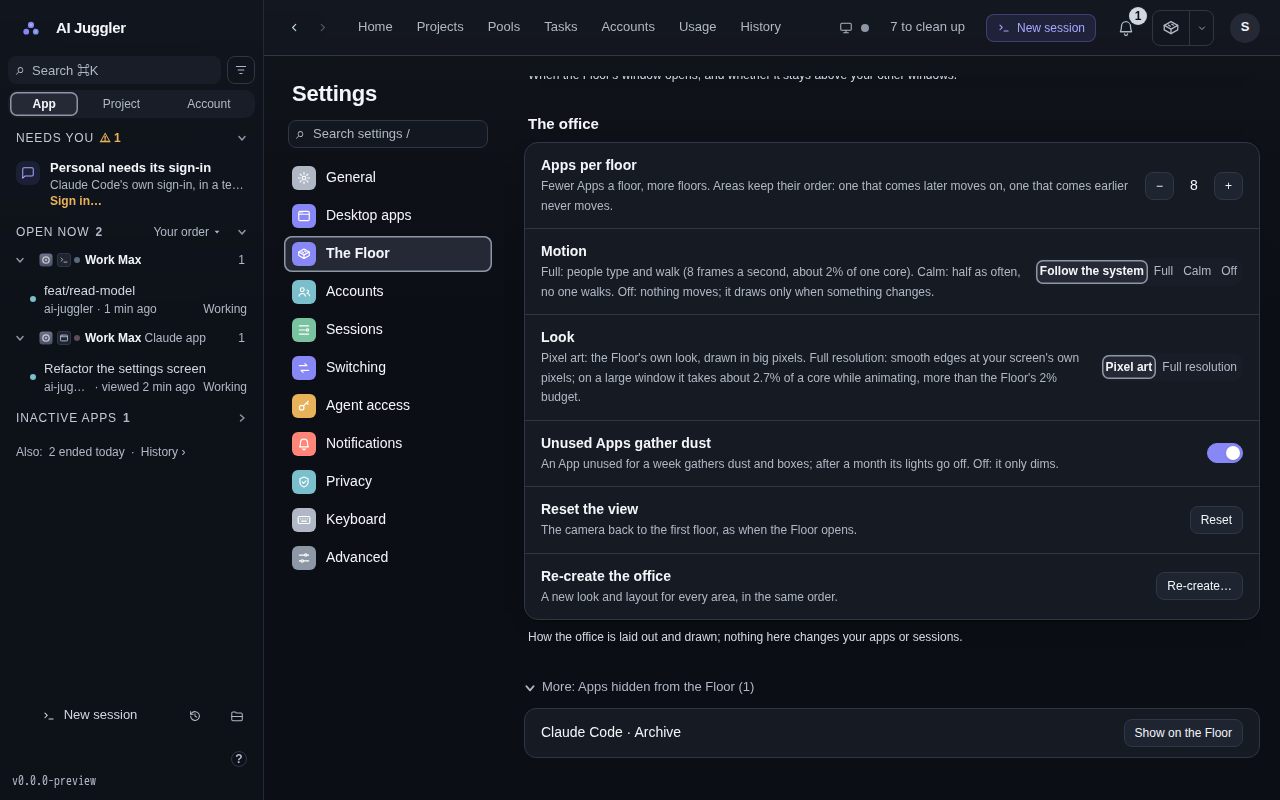 AI Juggler
Search ⌘K
App Project Account
NEEDS YOU 1
Personal needs its sign-in
Claude Code's own sign-in, in a te…
Sign in…
OPEN NOW 2 Your order
Work Max 1
feat/read-model
ai-juggler · 1 min ago Working
Work Max Claude app 1
Refactor the settings screen
ai-jug… · viewed 2 min ago Working
INACTIVE APPS 1
Also: 2 ended today · History ›
New session
?
v0.0.0-preview
Home Projects Pools Tasks Accounts Usage History
7 to clean up
New session
1
S
Settings
Search settings /
General
Desktop apps
The Floor
Accounts
Sessions
Switching
Agent access
Notifications
Privacy
Keyboard
Advanced
When the Floor's window opens, and whether it stays above your other windows.
The office
Apps per floor
Fewer Apps a floor, more floors. Areas keep their order: one that comes later moves on, one that comes earlier
never moves.
− 8 +
Motion
Full: people type and walk (8 frames a second, about 2% of one core). Calm: half as often,
no one walks. Off: nothing moves; it draws only when something changes.
Follow the system Full Calm Off
Look
Pixel art: the Floor's own look, drawn in big pixels. Full resolution: smooth edges at your screen's own
pixels; on a large window it takes about 2.7% of a core while animating, more than the Floor's 2%
budget.
Pixel art Full resolution
Unused Apps gather dust
An App unused for a week gathers dust and boxes; after a month its lights go off. Off: it only dims.
Reset the view
The camera back to the first floor, as when the Floor opens.
Reset
Re-create the office
A new look and layout for every area, in the same order.
Re-create…
How the office is laid out and drawn; nothing here changes your apps or sessions.
More: Apps hidden from the Floor (1)
Claude Code · Archive
Show on the Floor